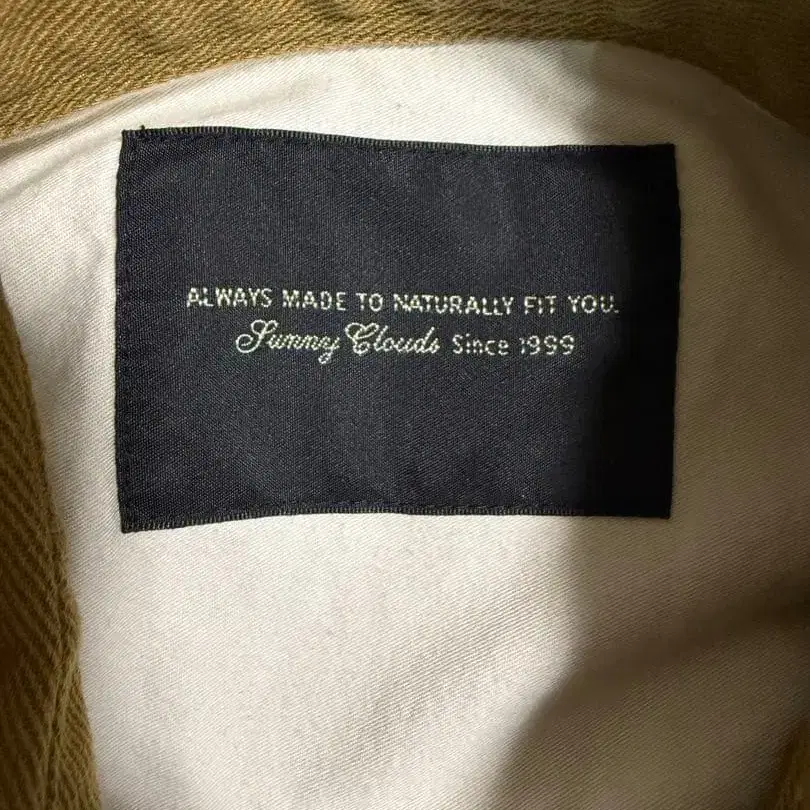 ALWAYS MADE TO NATURALLY FIT YOU.
Sunny Clouds Since 1999